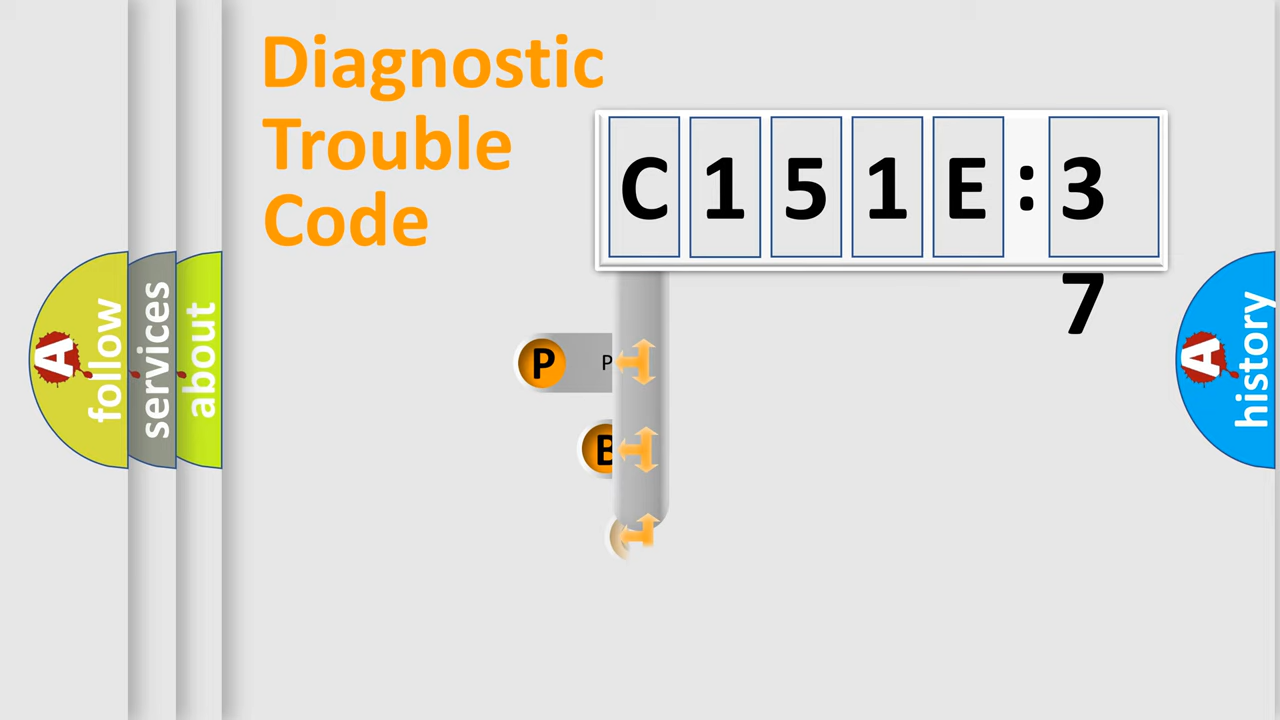 Diagnostic
Trouble
Code
C151E:3
7
P
P
B
A
follow
services
about
A
history